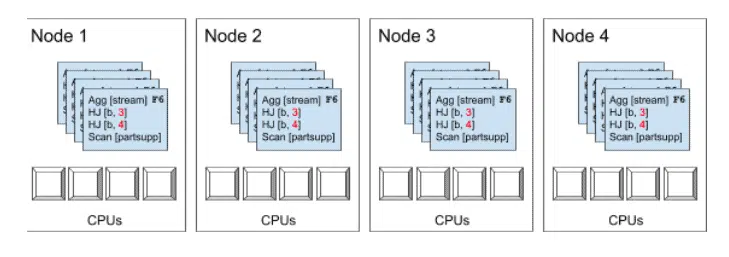 Node 1
Agg [stream] F6
HJ [b, 3]
HJ [b, 4]
Scan [partsupp]
CPUs
Node 2
Agg [stream] F6
HJ [b, 3]
HJ [b, 4]
Scan [partsupp]
CPUs
Node 3
Agg [stream] F6
HJ [b, 3]
HJ [b, 4]
Scan [partsupp]
CPUs
Node 4
Agg [stream] F6
HJ [b, 3]
HJ [b, 4]
Scan [partsupp]
CPUs